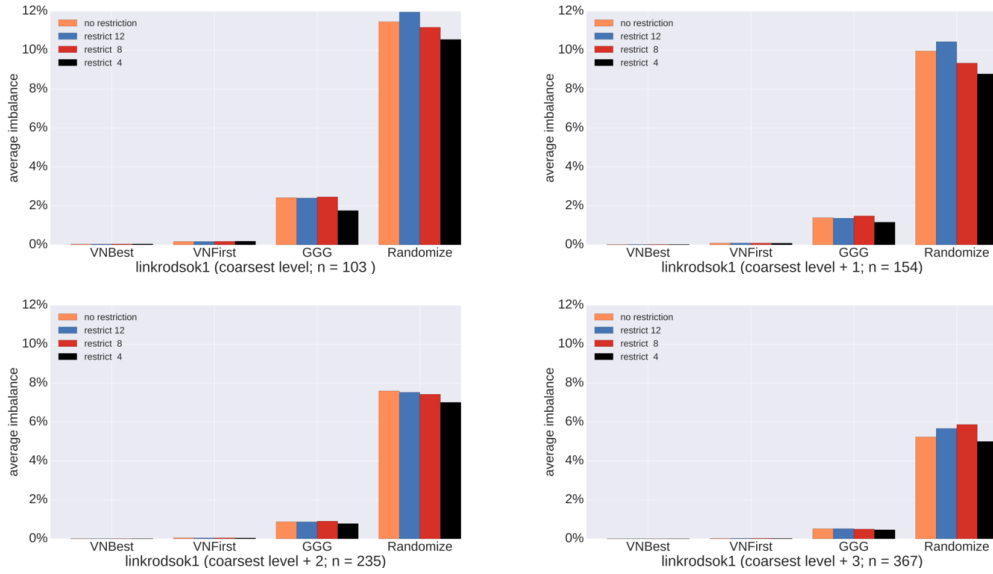 12%
10%
8%
6%
4%
2%
0%
average imbalance
no restriction
restrict 12
restrict 8
restrict 4
VNBest VNFirst GGG Randomize
linkrodsok1 (coarsest level; n = 103 )
12%
10%
8%
6%
4%
2%
0%
average imbalance
no restriction
restrict 12
restrict 8
restrict 4
VNBest VNFirst GGG Randomize
linkrodsok1 (coarsest level + 1; n = 154)
12%
10%
8%
6%
4%
2%
0%
average imbalance
no restriction
restrict 12
restrict 8
restrict 4
VNBest VNFirst GGG Randomize
linkrodsok1 (coarsest level + 2; n = 235)
12%
10%
8%
6%
4%
2%
0%
average imbalance
no restriction
restrict 12
restrict 8
restrict 4
VNBest VNFirst GGG Randomize
linkrodsok1 (coarsest level + 3; n = 367)